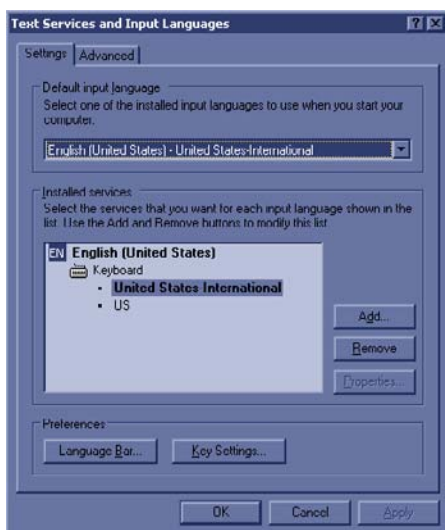 Text Services and Input Languages
Settings
Advanced
Default input language
Select one of the installed input languages to use when you start your
computer.
English (United States) - United States-International
Installed services
Select the services that you want for each input language shown in the
list. Use the Add and Remove buttons to modify this list.
EN English (United States)
Keyboard
• United States International
• US
Add...
Remove
Properties...
Preferences
Language Bar...
Key Settings...
OK
Cancel
Apply